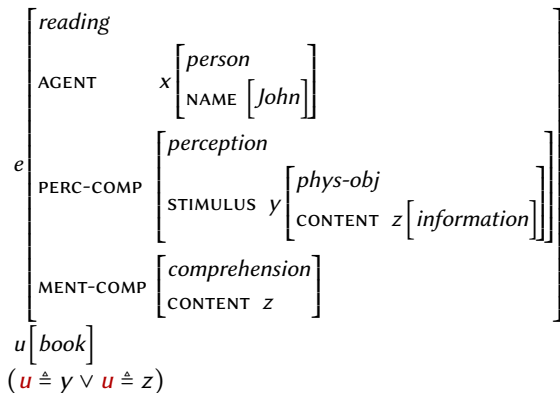 reading
AGENT x [person
NAME [John]]
e
PERC-COMP [perception
STIMULUS y [phys-obj
CONTENT z [information]]]
MENT-COMP [comprehension
CONTENT z]
u [book]
(u ≜ y ∨ u ≜ z)